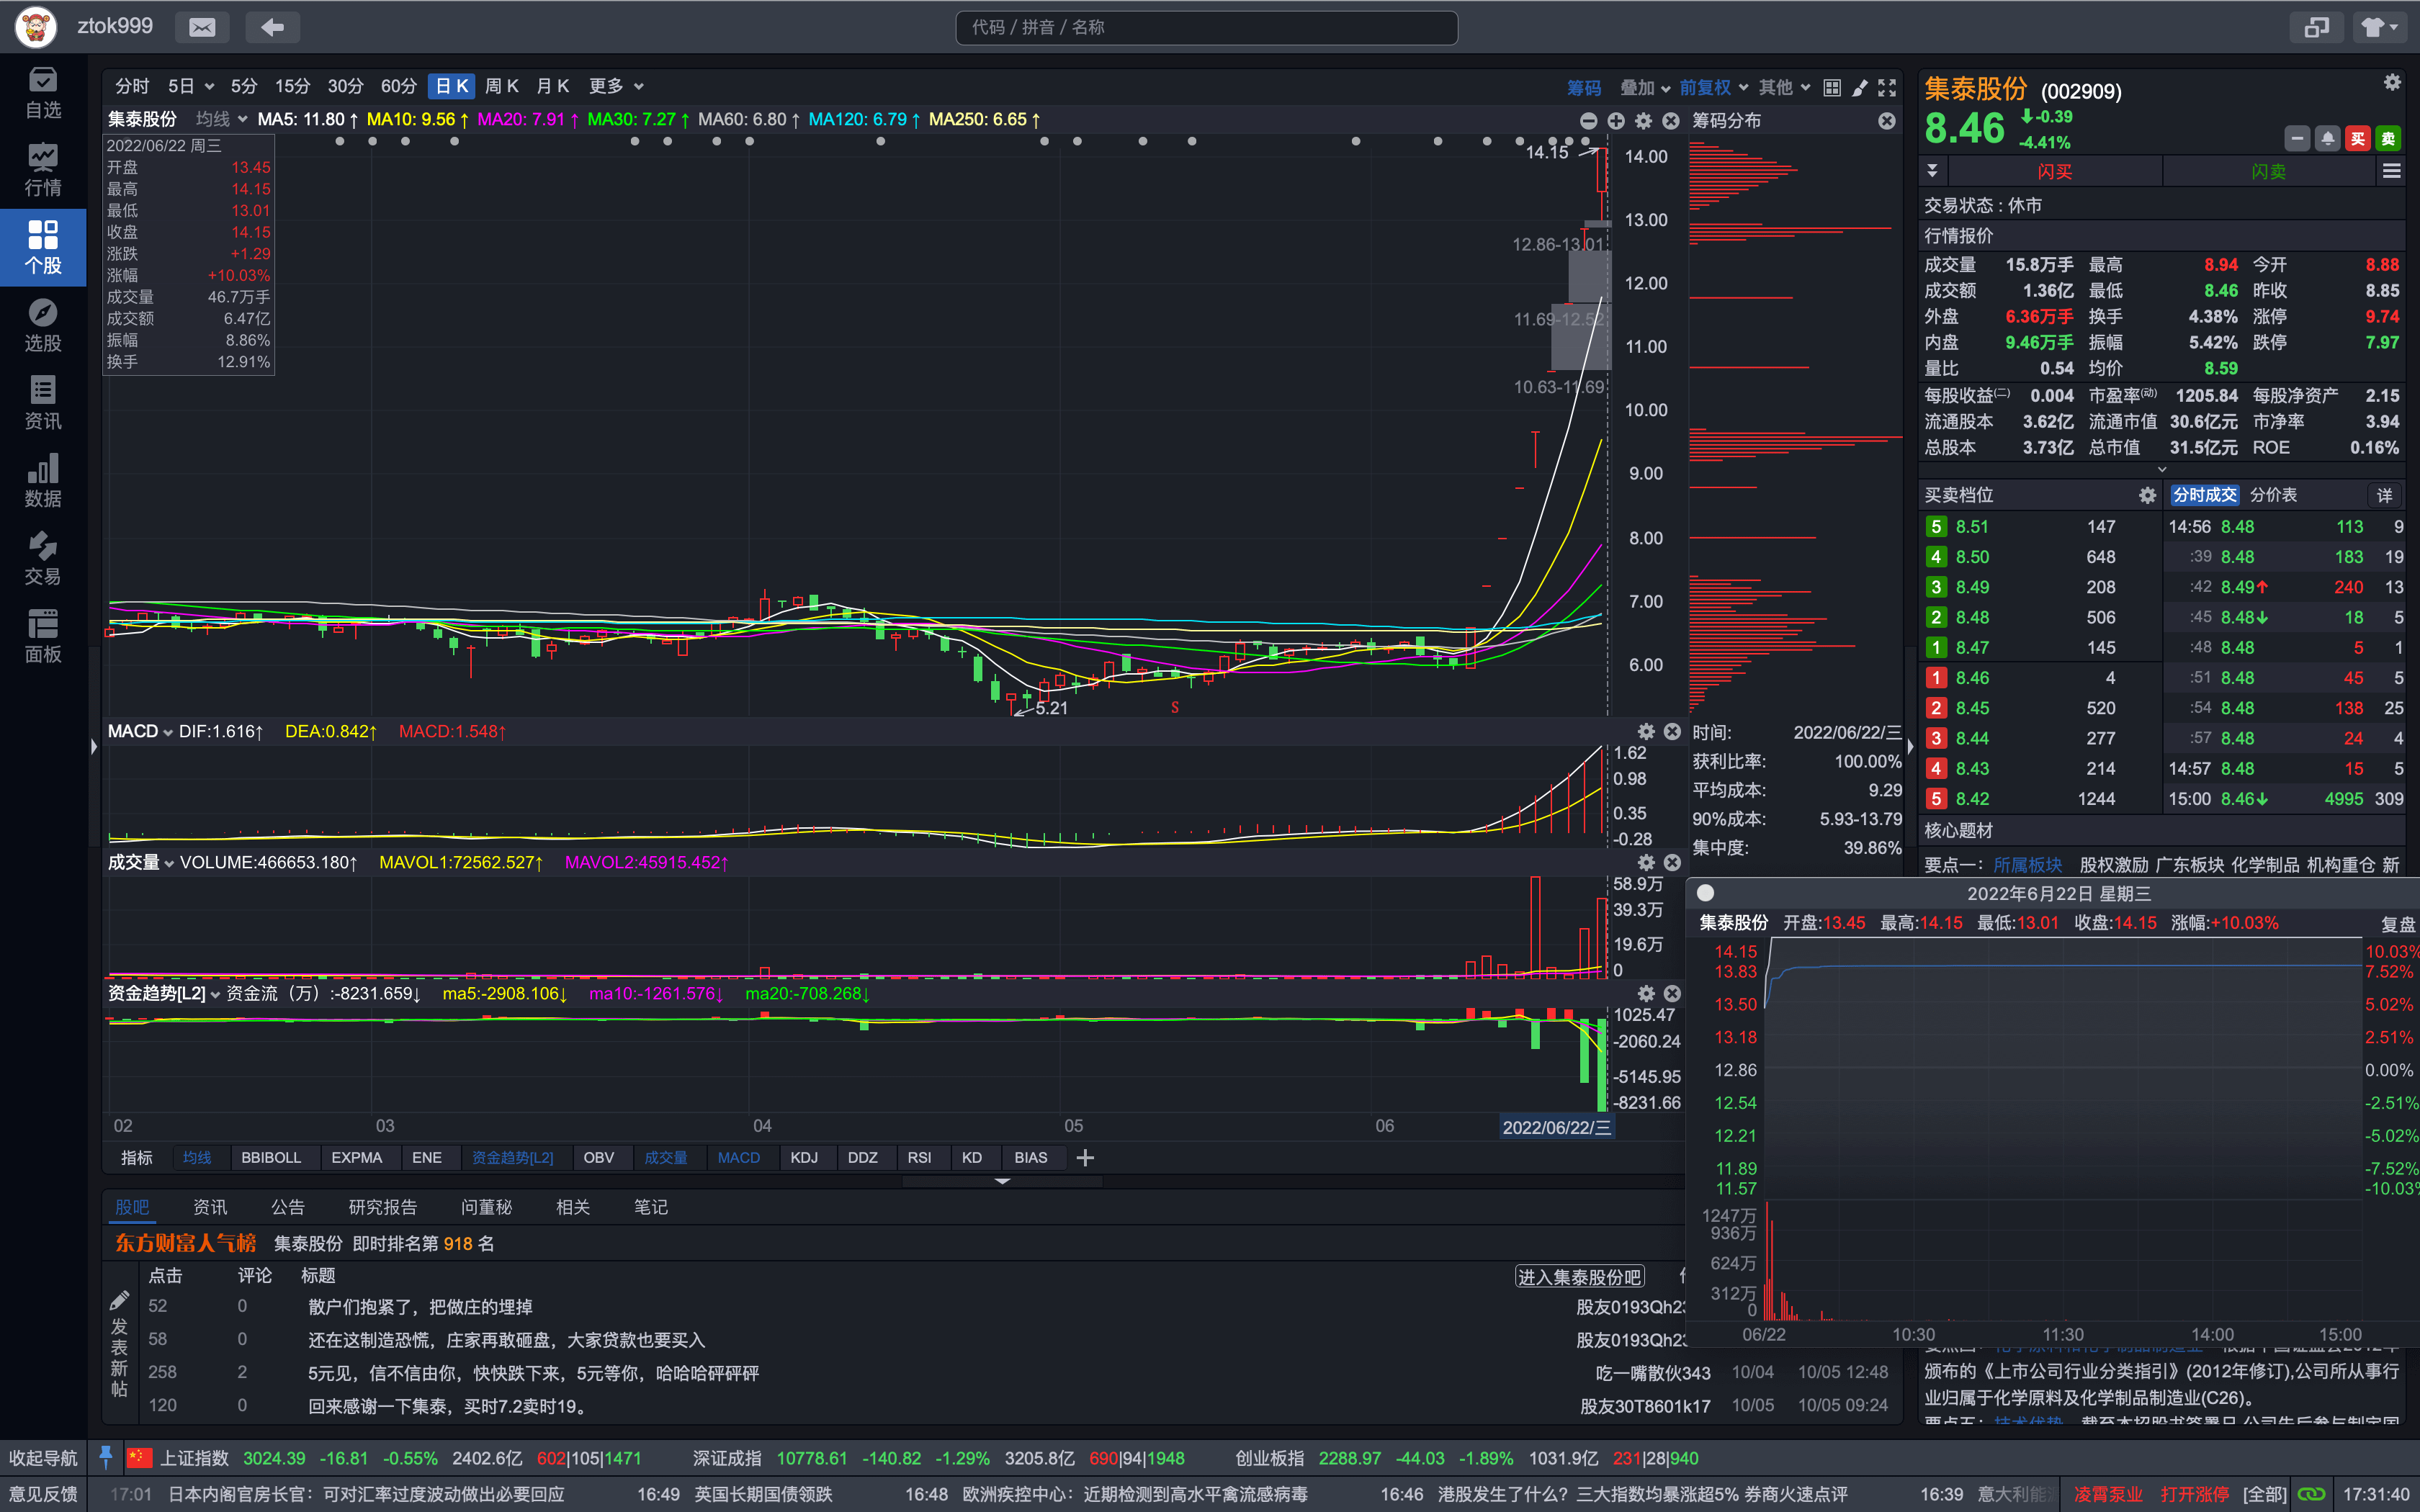 ztok999
代码 / 拼音 / 名称
自选
行情
个股
选股
资讯
数据
交易
面板
分时 5日 5分 15分 30分 60分 日K 周K 月K 更多 筹码 叠加 前复权 其他
集泰股份 均线 MA5: 11.80↑ MA10: 9.56↑ MA20: 7.91↑ MA30: 7.27↑ MA60: 6.80↑ MA120: 6.79↑ MA250: 6.65↑
2022/06/22 周三
开盘 13.45
最高 14.15
最低 13.01
收盘 14.15
涨跌 +1.29
涨幅 +10.03%
成交量 46.7万手
成交额 6.47亿
振幅 8.86%
换手 12.91%
14.15
12.86-13.01
11.69-12.52
10.63-11.69
5.21
S
14.00
13.00
12.00
11.00
10.00
9.00
8.00
7.00
6.00
MACD DIF:1.616↑ DEA:0.842↑ MACD:1.548↑
1.62
0.98
0.35
-0.28
成交量 VOLUME:466653.180↑ MAVOL1:72562.527↑ MAVOL2:45915.452↑
58.9万
39.3万
19.6万
0
资金趋势[L2] 资金流（万）:-8231.659↓ ma5:-2908.106↓ ma10:-1261.576↓ ma20:-708.268↓
1025.47
-2060.24
-5145.95
-8231.66
02 03 04 05 06 2022/06/22/三
指标 均线 BBIBOLL EXPMA ENE 资金趋势[L2] OBV 成交量 MACD KDJ DDZ RSI KD BIAS
筹码分布
时间: 2022/06/22/三
获利比率: 100.00%
平均成本: 9.29
90%成本: 5.93-13.79
集中度: 39.86%
股吧 资讯 公告 研究报告 问董秘 相关 笔记
东方财富人气榜 集泰股份 即时排名第 918 名
发表新帖
点击 评论 标题 进入集泰股份吧
52 0 散户们抱紧了，把做庄的埋掉 股友0193Qh23
58 0 还在这制造恐慌，庄家再敢砸盘，大家贷款也要买入 股友0193Qh23
258 2 5元见，信不信由你，快快跌下来，5元等你，哈哈哈砰砰砰 吃一嘴散伙343 10/04 10/05 12:48
120 0 回来感谢一下集泰，买时7.2卖时19。 股友30T8601k17 10/05 10/05 09:24
集泰股份 (002909)
8.46 -0.39
-4.41%
买 卖
闪买 闪卖
交易状态 : 休市
行情报价
成交量 15.8万手 最高 8.94 今开 8.88
成交额 1.36亿 最低 8.46 昨收 8.85
外盘 6.36万手 换手 4.38% 涨停 9.74
内盘 9.46万手 振幅 5.42% 跌停 7.97
量比 0.54 均价 8.59
每股收益(二) 0.004 市盈率(动) 1205.84 每股净资产 2.15
流通股本 3.62亿 流通市值 30.6亿元 市净率 3.94
总股本 3.73亿 总市值 31.5亿元 ROE 0.16%
买卖档位 分时成交 分价表 详
5 8.51 147 14:56 8.48 113 9
4 8.50 648 :39 8.48 183 19
3 8.49 208 :42 8.49↑ 240 13
2 8.48 506 :45 8.48↓ 18 5
1 8.47 145 :48 8.48 5 1
1 8.46 4 :51 8.48 45 5
2 8.45 520 :54 8.48 138 25
3 8.44 277 :57 8.48 24 4
4 8.43 214 14:57 8.48 15 5
5 8.42 1244 15:00 8.46↓ 4995 309
核心题材
要点一： 所属板块 股权激励 广东板块 化学制品 机构重仓 新
2022年6月22日 星期三
集泰股份 开盘:13.45 最高:14.15 最低:13.01 收盘:14.15 涨幅:+10.03% 复盘
14.15 10.03%
13.83 7.52%
13.50 5.02%
13.18 2.51%
12.86 0.00%
12.54 -2.51%
12.21 -5.02%
11.89 -7.52%
11.57 -10.03%
1247万
936万
624万
312万
0
06/22 10:30 11:30 14:00 15:00
颁布的《上市公司行业分类指引》(2012年修订),公司所从事行
业归属于化学原料及化学制品制造业(C26)。
要点五： 技术优势 截至本招股书签署日,公司先后参与制定国
收起导航 上证指数 3024.39 -16.81 -0.55% 2402.6亿 602|105|1471 深证成指 10778.61 -140.82 -1.29% 3205.8亿 690|94|1948 创业板指 2288.97 -44.03 -1.89% 1031.9亿 231|28|940
意见反馈 17:01 日本内阁官房长官：可对汇率过度波动做出必要回应 16:49 英国长期国债领跌 16:48 欧洲疾控中心：近期检测到高水平禽流感病毒 16:46 港股发生了什么？三大指数均暴涨超5% 券商火速点评 16:39 意大利能 凌霄泵业 打开涨停 [全部] 17:31:40